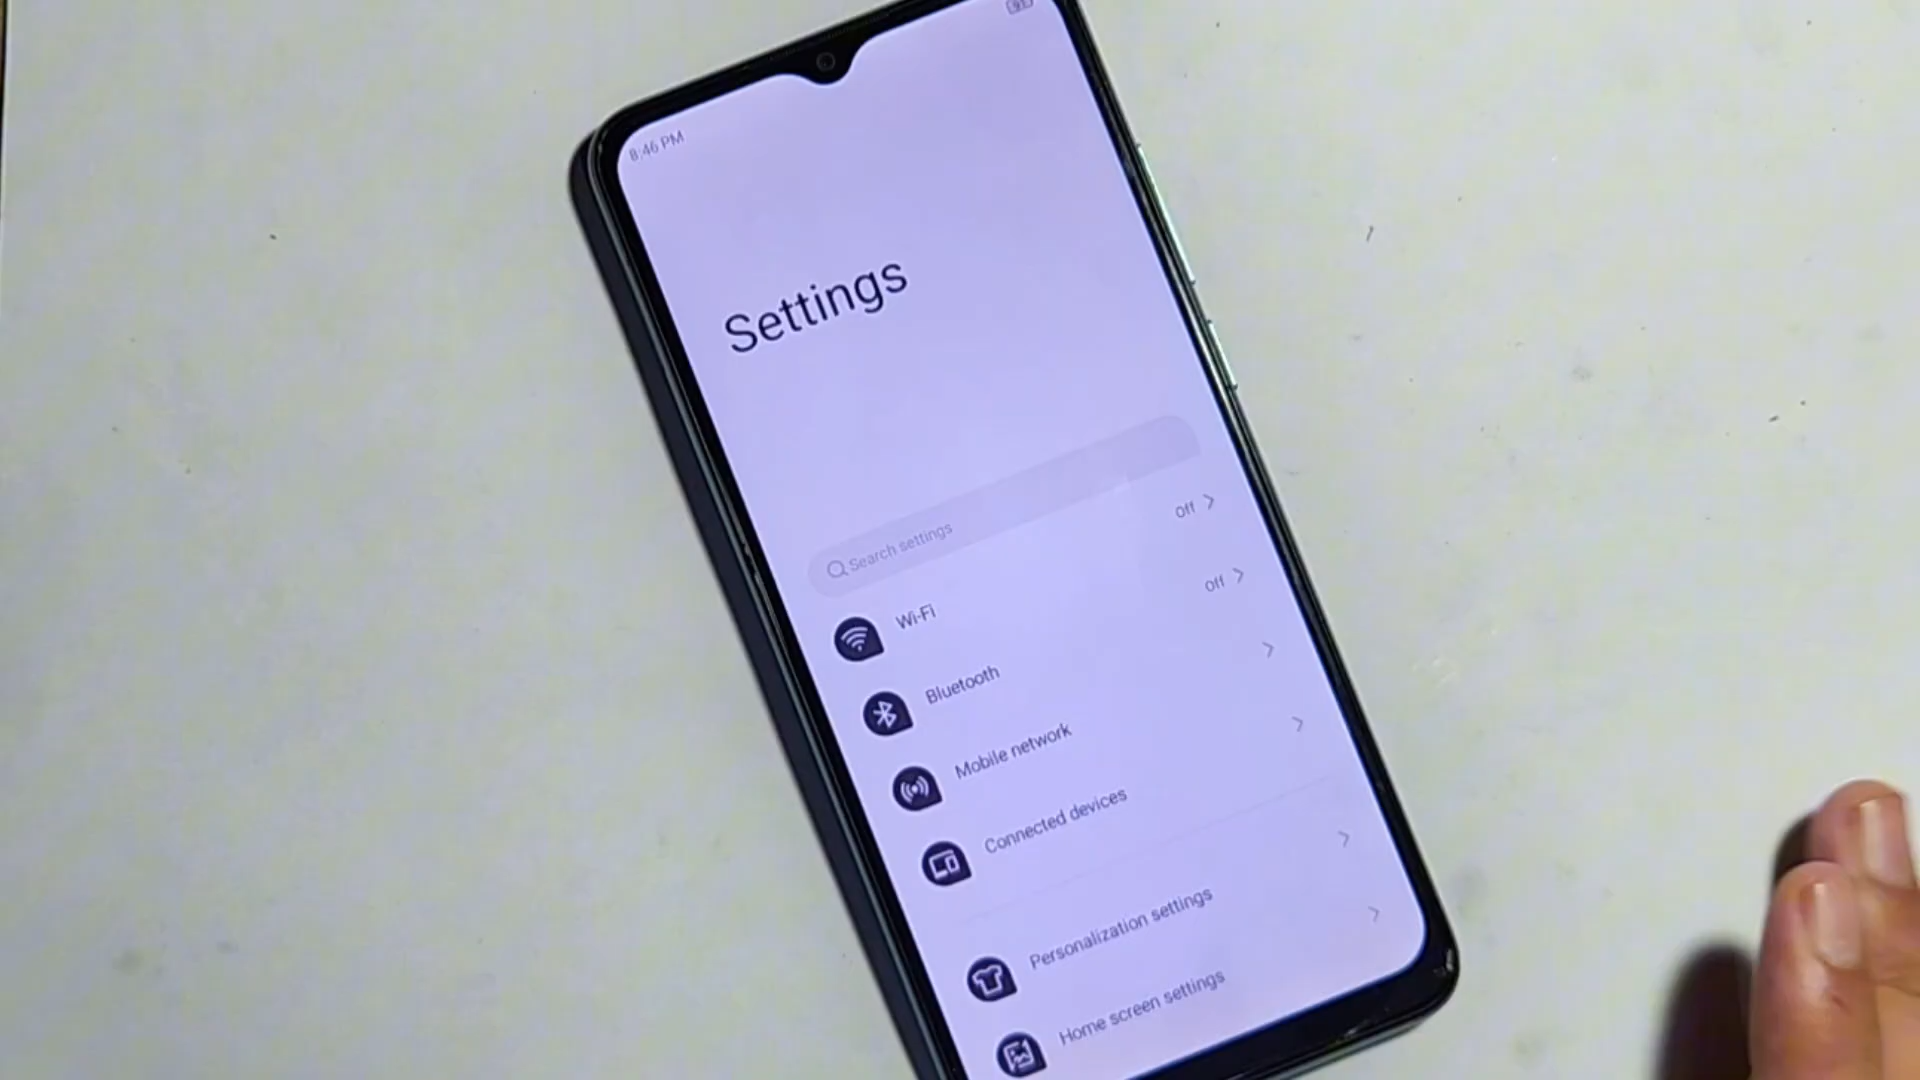 8:46 PM
Settings
Search settings
Wi-Fi Off
Bluetooth Off
Mobile network
Connected devices
Personalization settings
Home screen settings